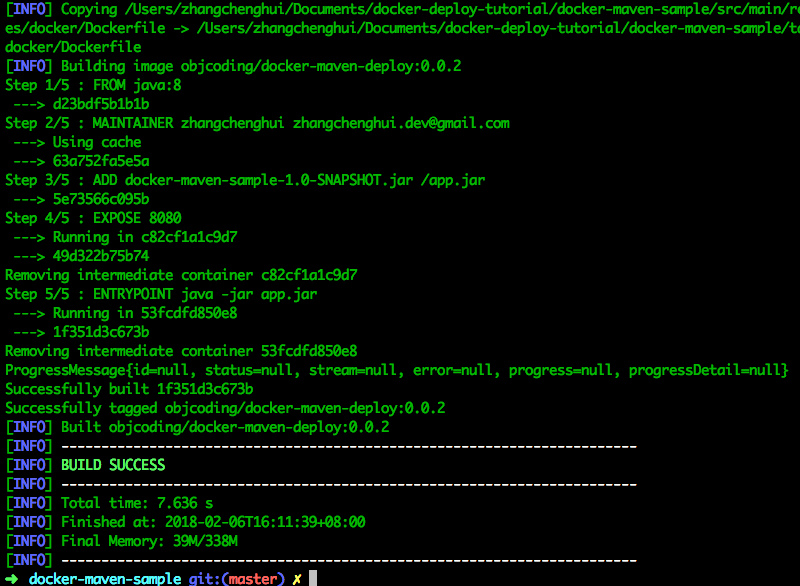 [INFO] Copying /Users/zhangchenghui/Documents/docker-deploy-tutorial/docker-maven-sample/src/main/re
es/docker/Dockerfile -> /Users/zhangchenghui/Documents/docker-deploy-tutorial/docker-maven-sample/ta
docker/Dockerfile
[INFO] Building image objcoding/docker-maven-deploy:0.0.2
Step 1/5 : FROM java:8
---> d23bdf5b1b1b
Step 2/5 : MAINTAINER zhangchenghui zhangchenghui.dev@gmail.com
---> Using cache
---> 63a752fa5e5a
Step 3/5 : ADD docker-maven-sample-1.0-SNAPSHOT.jar /app.jar
---> 5e73566c095b
Step 4/5 : EXPOSE 8080
---> Running in c82cf1a1c9d7
---> 49d322b75b74
Removing intermediate container c82cf1a1c9d7
Step 5/5 : ENTRYPOINT java -jar app.jar
---> Running in 53fcdfd850e8
---> 1f351d3c673b
Removing intermediate container 53fcdfd850e8
ProgressMessage{id=null, status=null, stream=null, error=null, progress=null, progressDetail=null}
Successfully built 1f351d3c673b
Successfully tagged objcoding/docker-maven-deploy:0.0.2
[INFO] Built objcoding/docker-maven-deploy:0.0.2
[INFO] ------------------------------------------------------------------------
[INFO] BUILD SUCCESS
[INFO] ------------------------------------------------------------------------
[INFO] Total time: 7.636 s
[INFO] Finished at: 2018-02-06T16:11:39+08:00
[INFO] Final Memory: 39M/338M
[INFO] ------------------------------------------------------------------------
➜ docker-maven-sample git:(master) ✗